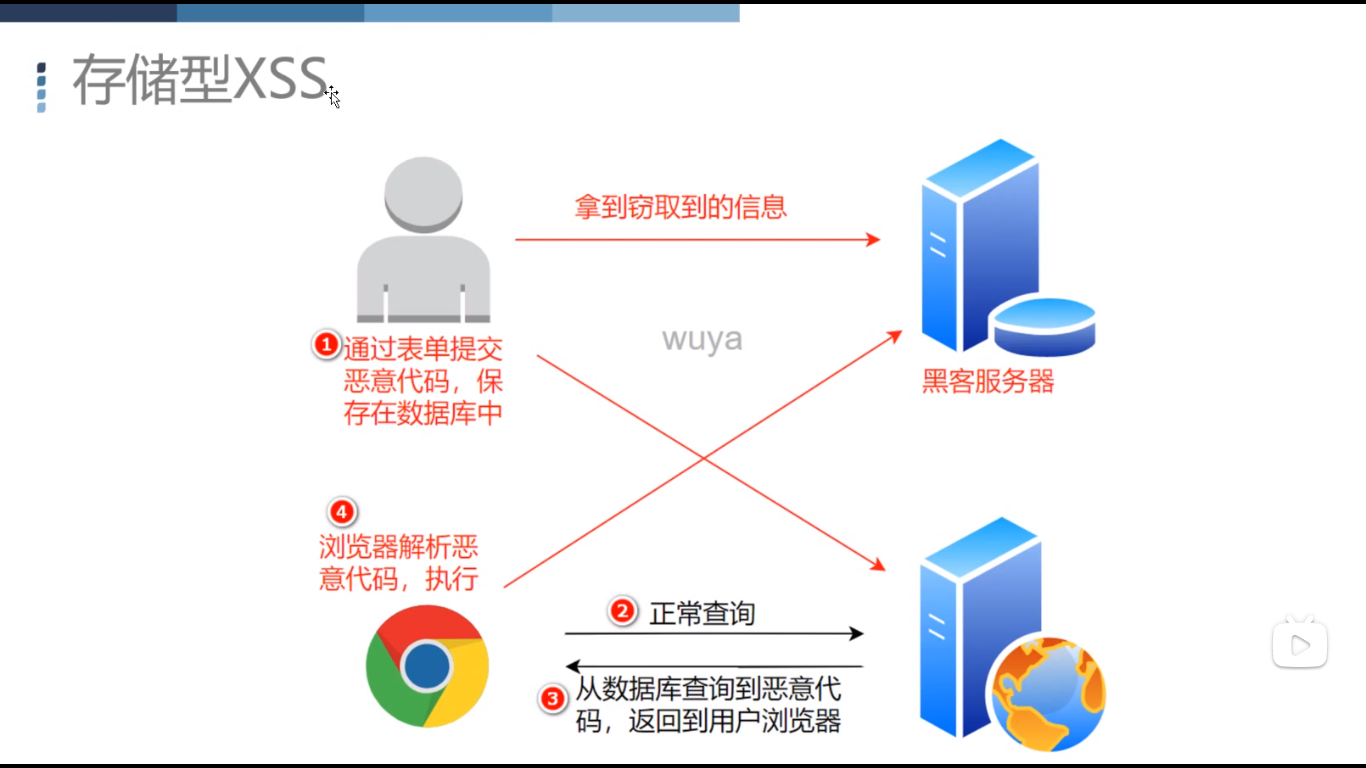 存储型XSS
拿到窃取到的信息
wuya
1
通过表单提交
恶意代码，保
存在数据库中
黑客服务器
4
浏览器解析恶
意代码，执行
2 正常查询
3
从数据库查询到恶意代
码，返回到用户浏览器